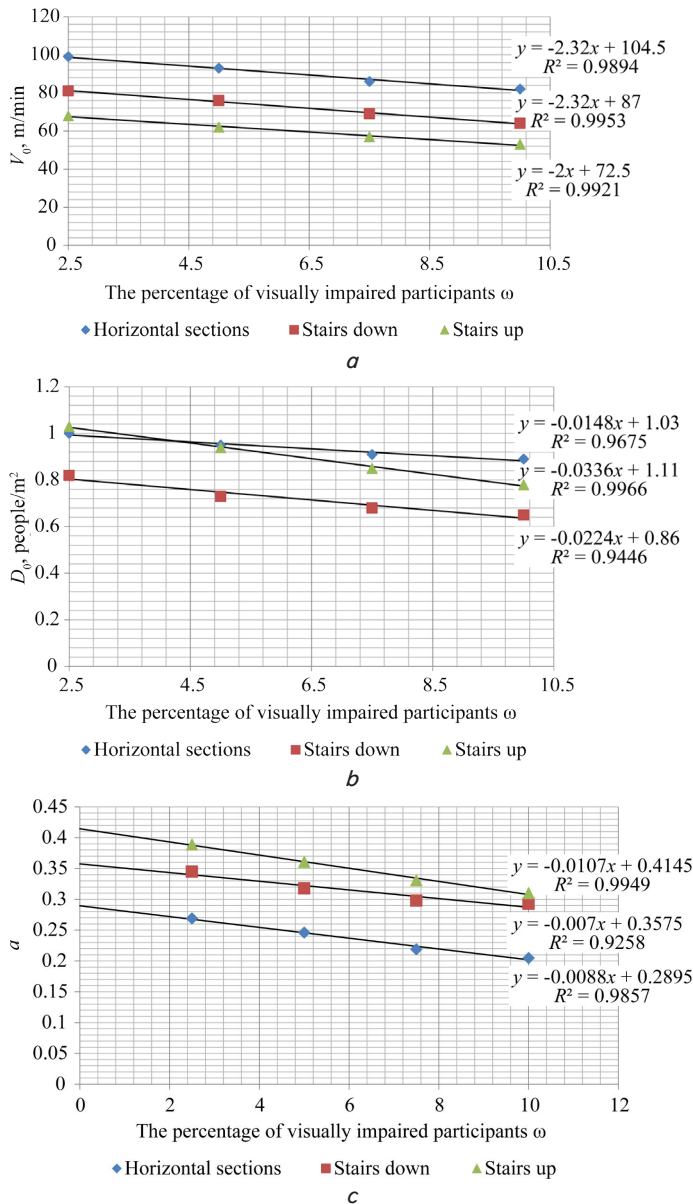 120
100
80
60
40
20
0
V₀, m/min
y = -2.32x + 104.5
R² = 0.9894
y = -2.32x + 87
R² = 0.9953
y = -2x + 72.5
R² = 0.9921
2.5 4.5 6.5 8.5 10.5
The percentage of visually impaired participants ω
Horizontal sections Stairs down Stairs up
a
1.2
1
0.8
0.6
0.4
0.2
0
D₀, people/m²
y = -0.0148x + 1.03
R² = 0.9675
y = -0.0336x + 1.11
R² = 0.9966
y = -0.0224x + 0.86
R² = 0.9446
2.5 4.5 6.5 8.5 10.5
The percentage of visually impaired participants ω
Horizontal sections Stairs down Stairs up
b
0.45
0.4
0.35
0.3
0.25
0.2
0.15
0.1
0.05
0
a
y = -0.0107x + 0.4145
R² = 0.9949
y = -0.007x + 0.3575
R² = 0.9258
y = -0.0088x + 0.2895
R² = 0.9857
0 2 4 6 8 10 12
The percentage of visually impaired participants ω
Horizontal sections Stairs down Stairs up
c